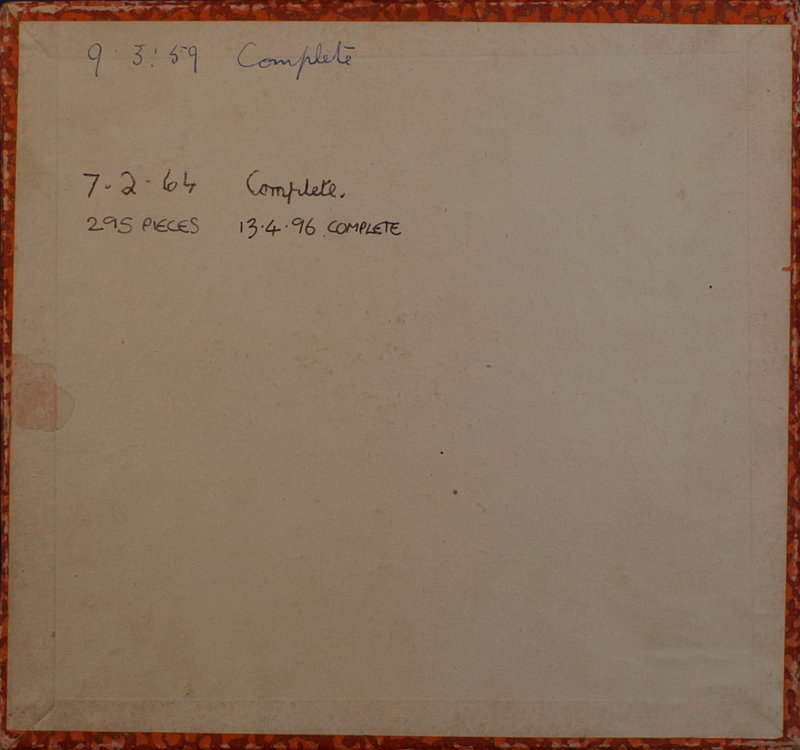 9 3:59 Complete
7-2-64 Complete.
295 PIECES 13.4.96 COMPLETE